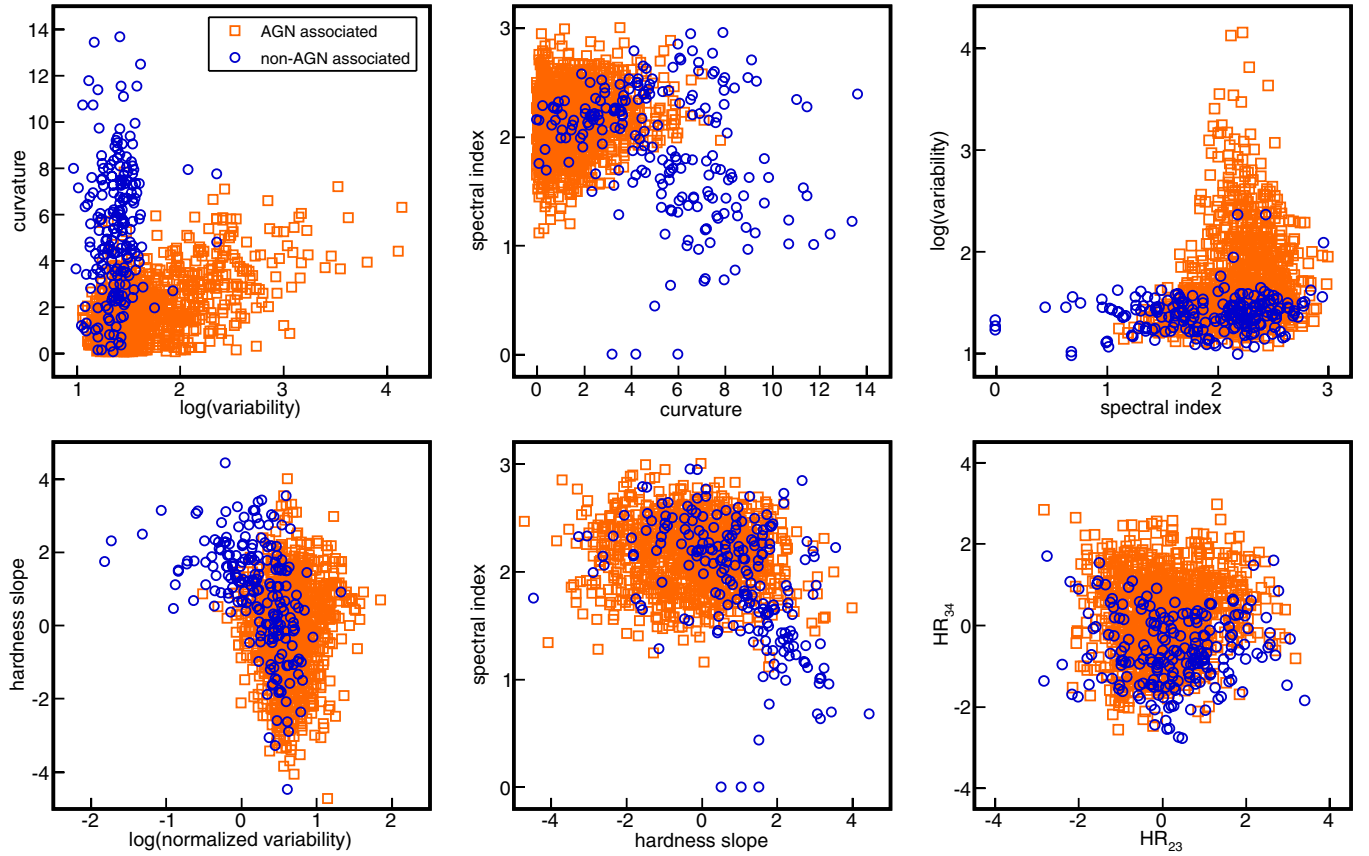 14
12
10
8
6
4
2
0
curvature
AGN associated
non-AGN associated
1 2 3 4
log(variability)
3
2
1
0
spectral index
0 2 4 6 8 10 12 14
curvature
4
3
2
1
log(variability)
0 1 2 3
spectral index
4
2
0
-2
-4
hardness slope
-2 -1 0 1 2
log(normalized variability)
3
2
1
0
spectral index
-4 -2 0 2 4
hardness slope
4
2
0
-2
-4
HR34
-4 -2 0 2 4
HR23